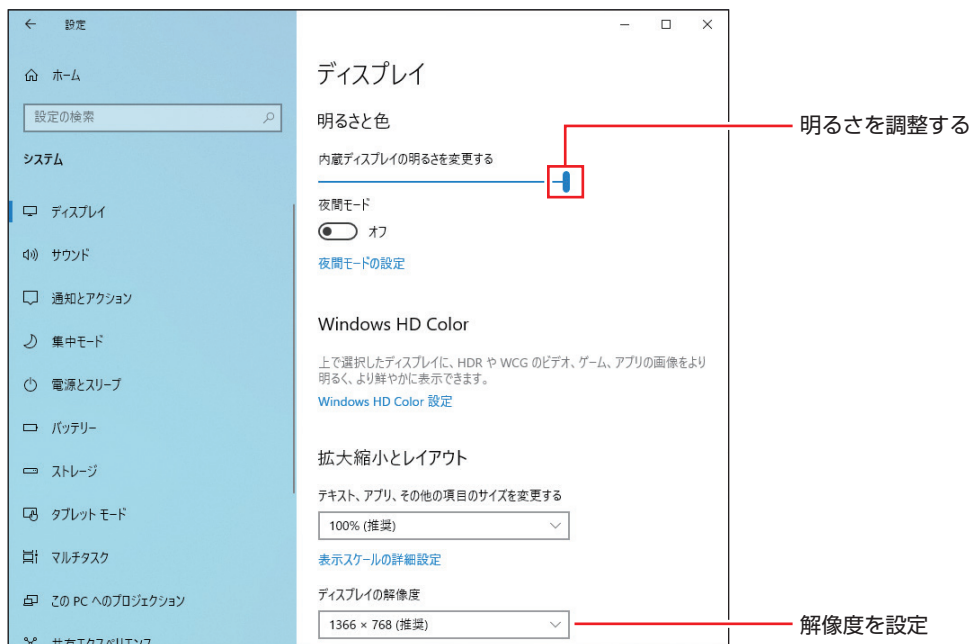 設定
ホーム
設定の検索
システム
ディスプレイ
サウンド
通知とアクション
集中モード
電源とスリープ
バッテリー
ストレージ
タブレット モード
マルチタスク
この PC へのプロジェクション
共有エクスペリエンス
ディスプレイ
明るさと色
内蔵ディスプレイの明るさを変更する
夜間モード
オフ
夜間モードの設定
Windows HD Color
上で選択したディスプレイに、HDR や WCG のビデオ、ゲーム、アプリの画像をより
明るく、より鮮やかに表示できます。
Windows HD Color 設定
拡大縮小とレイアウト
テキスト、アプリ、その他の項目のサイズを変更する
100% (推奨)
表示スケールの詳細設定
ディスプレイの解像度
1366 × 768 (推奨)
明るさを調整する
解像度を設定